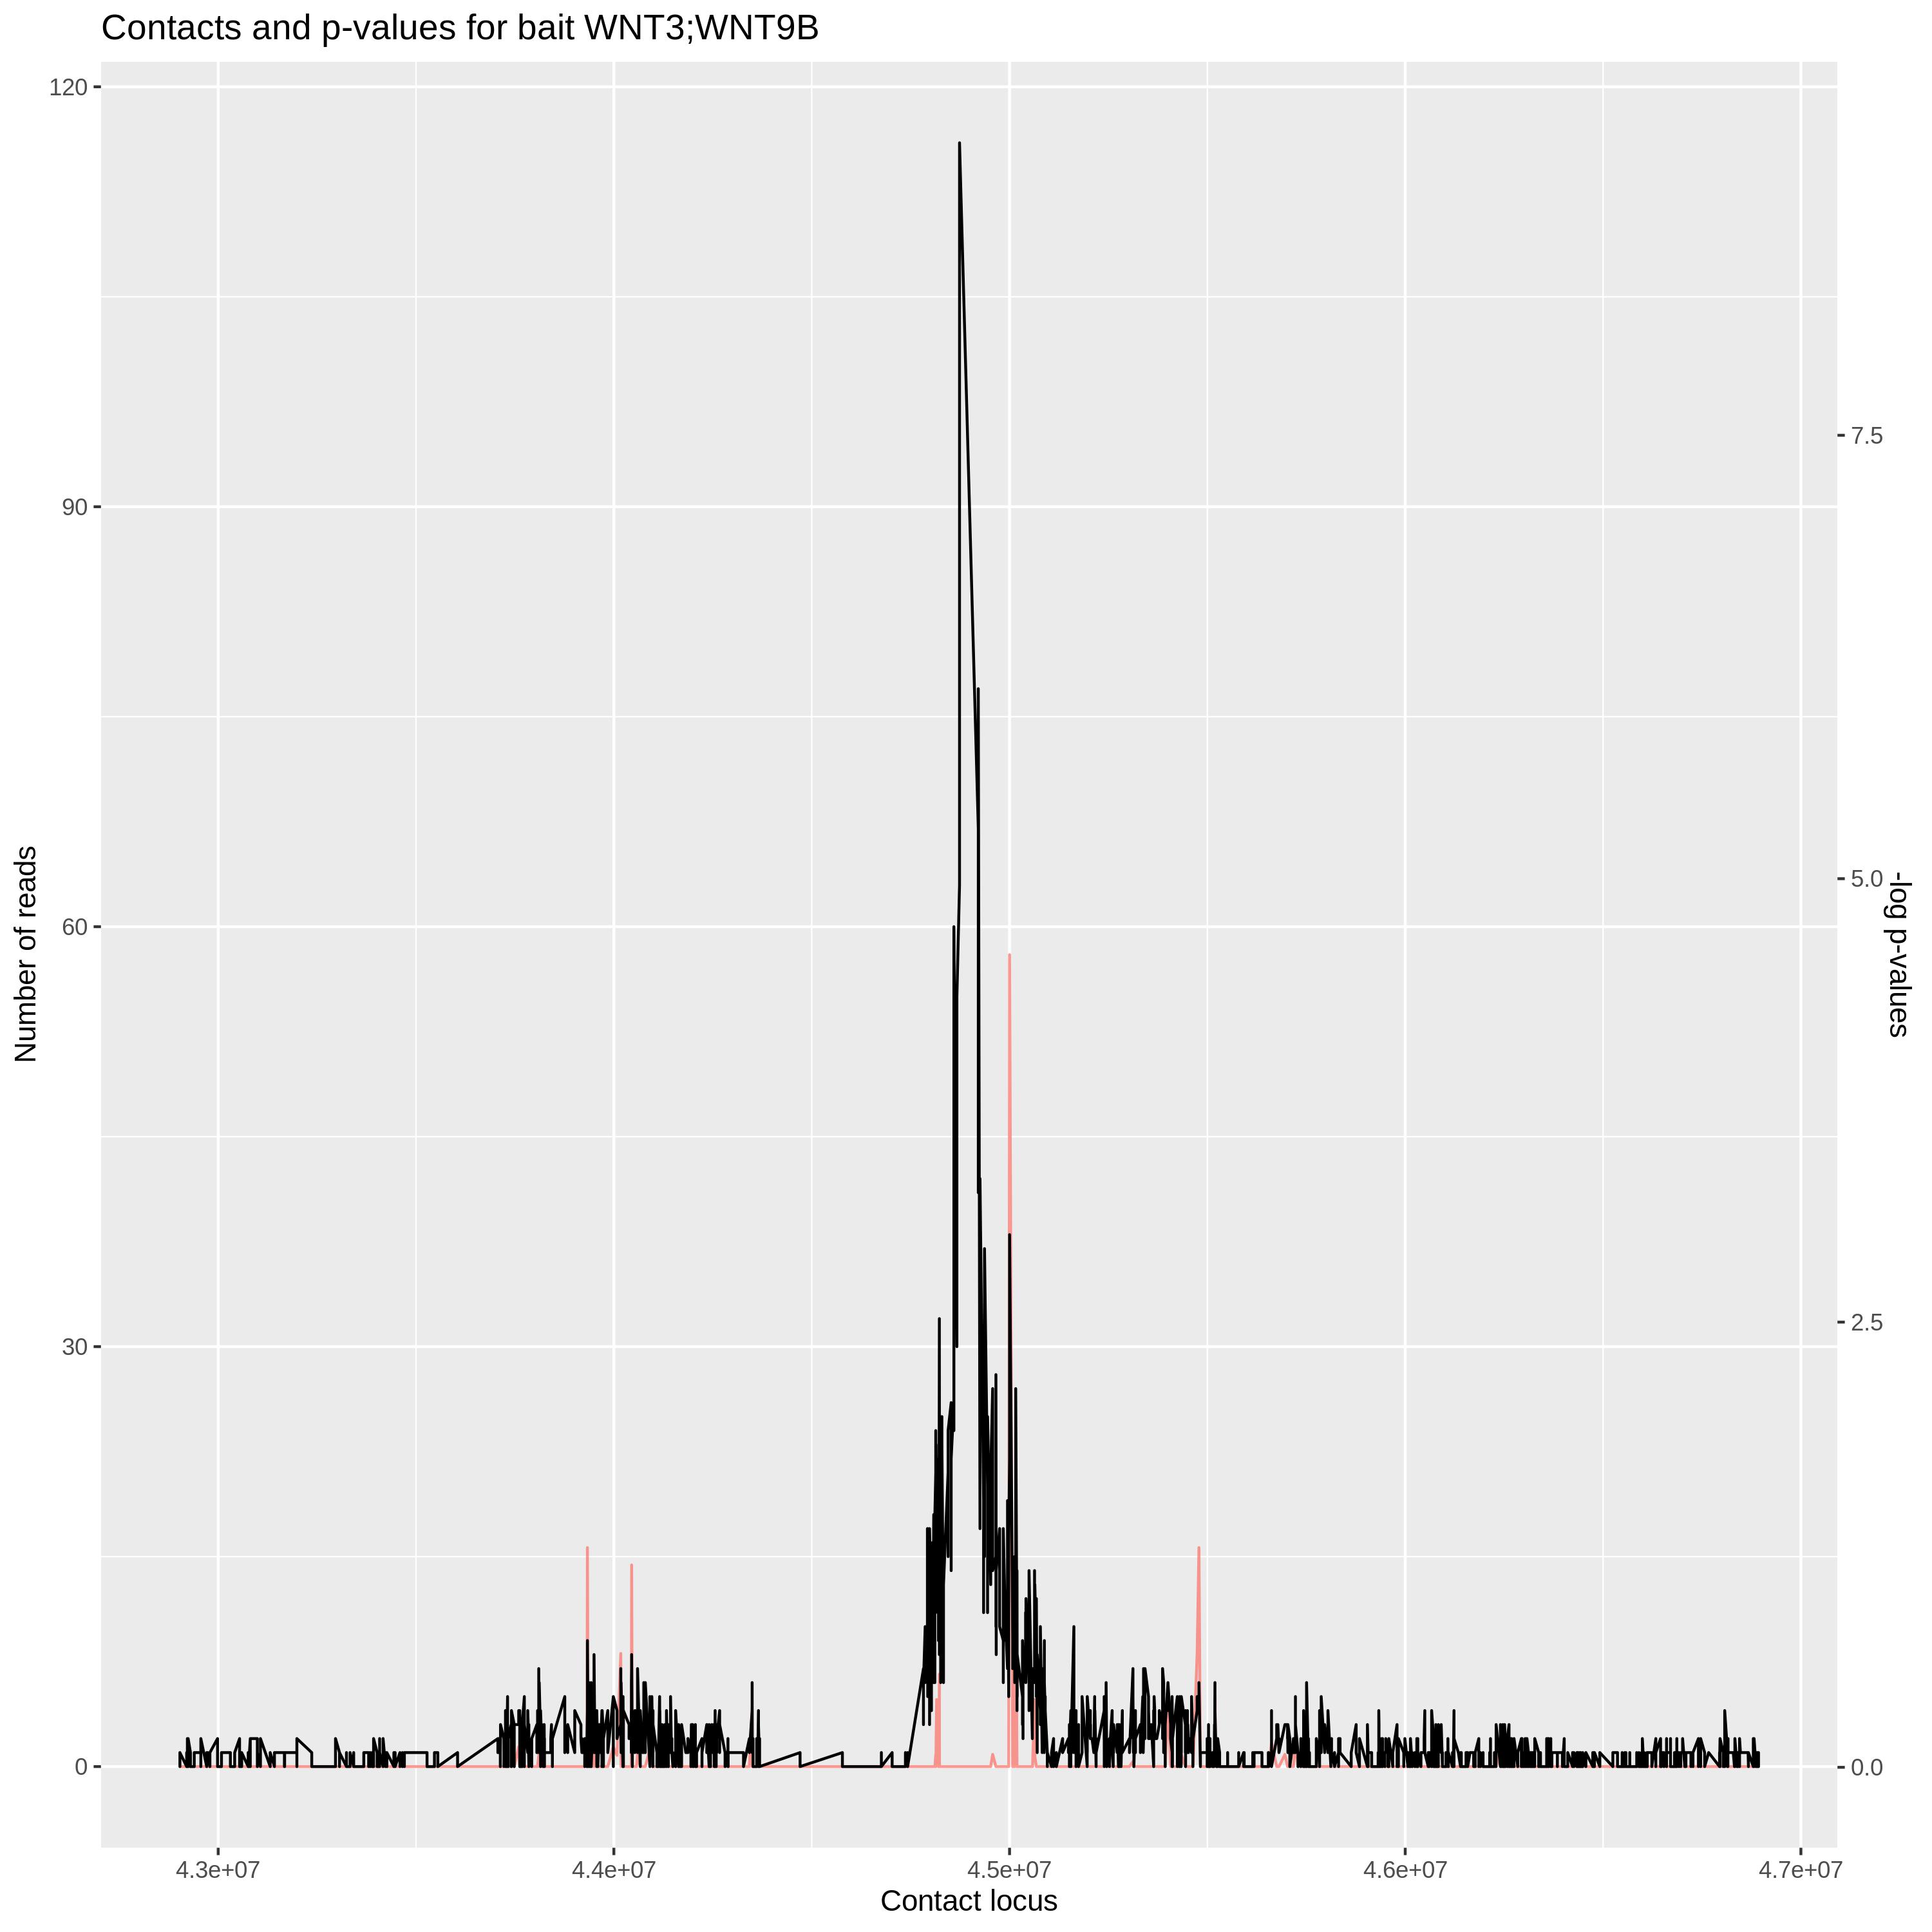 Contacts and p-values for bait WNT3;WNT9B
120
90
60
30
0
Number of reads
7.5
5.0
2.5
0.0
-log p-values
4.3e+07
4.4e+07
4.5e+07
4.6e+07
4.7e+07
Contact locus